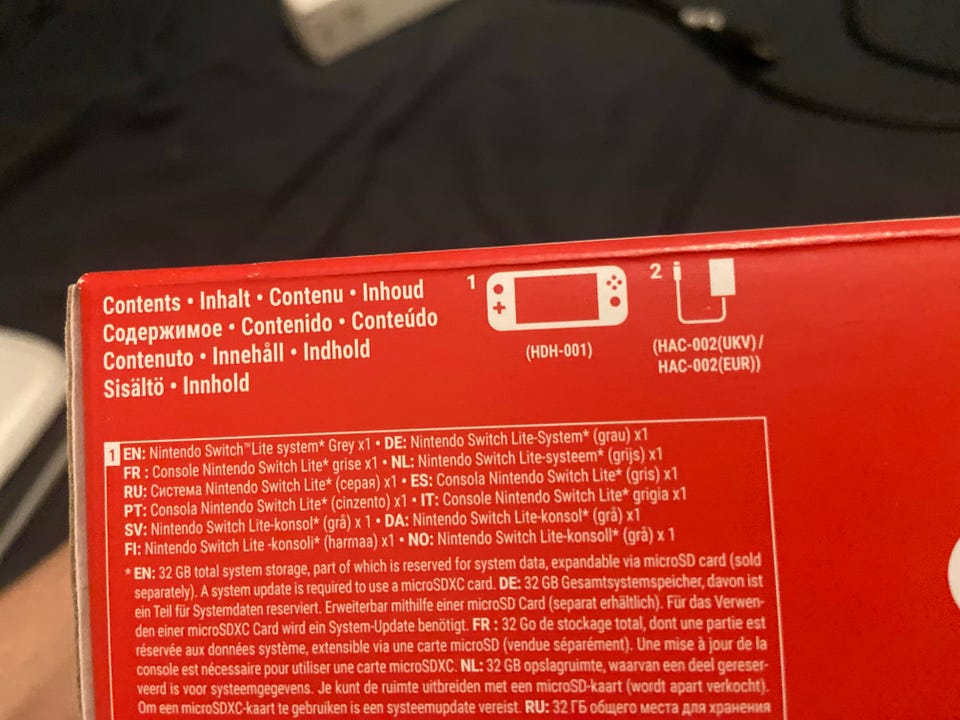 Contents • Inhalt • Contenu • Inhoud
Содержимое • Contenido • Conteúdo
Contenuto • Innehåll • Indhold
Sisältö • Innhold
1
(HDH-001)
2
(HAC-002(UKV)/
HAC-002(EUR))
1 EN: Nintendo Switch™Lite system* Grey x1 • DE: Nintendo Switch Lite-System* (grau) x1
FR : Console Nintendo Switch Lite* grise x1 • NL: Nintendo Switch Lite-systeem* (grijs) x1
RU: Система Nintendo Switch Lite* (серая) x1 • ES: Consola Nintendo Switch Lite* (gris) x1
PT: Consola Nintendo Switch Lite* (cinzento) x1 • IT: Console Nintendo Switch Lite* grigia x1
SV: Nintendo Switch Lite-konsol* (grå) x 1 • DA: Nintendo Switch Lite-konsol* (grå) x1
FI: Nintendo Switch Lite -konsoli* (harmaa) x1 • NO: Nintendo Switch Lite-konsoll* (grå) x 1
* EN: 32 GB total system storage, part of which is reserved for system data, expandable via microSD card (sold
separately). A system update is required to use a microSDXC card. DE: 32 GB Gesamtsystemspeicher, davon ist
ein Teil für Systemdaten reserviert. Erweiterbar mithilfe einer microSD Card (separat erhältlich). Für das Verwen-
den einer microSDXC Card wird ein System-Update benötigt. FR : 32 Go de stockage total, dont une partie est
réservée aux données système, extensible via une carte microSD (vendue séparément). Une mise à jour de la
console est nécessaire pour utiliser une carte microSDXC. NL: 32 GB opslagruimte, waarvan een deel gereser-
veerd is voor systeemgegevens. Je kunt de ruimte uitbreiden met een microSD-kaart (wordt apart verkocht).
Om een microSDXC-kaart te gebruiken is een systeemupdate vereist. RU: 32 ГБ общего места для хранения